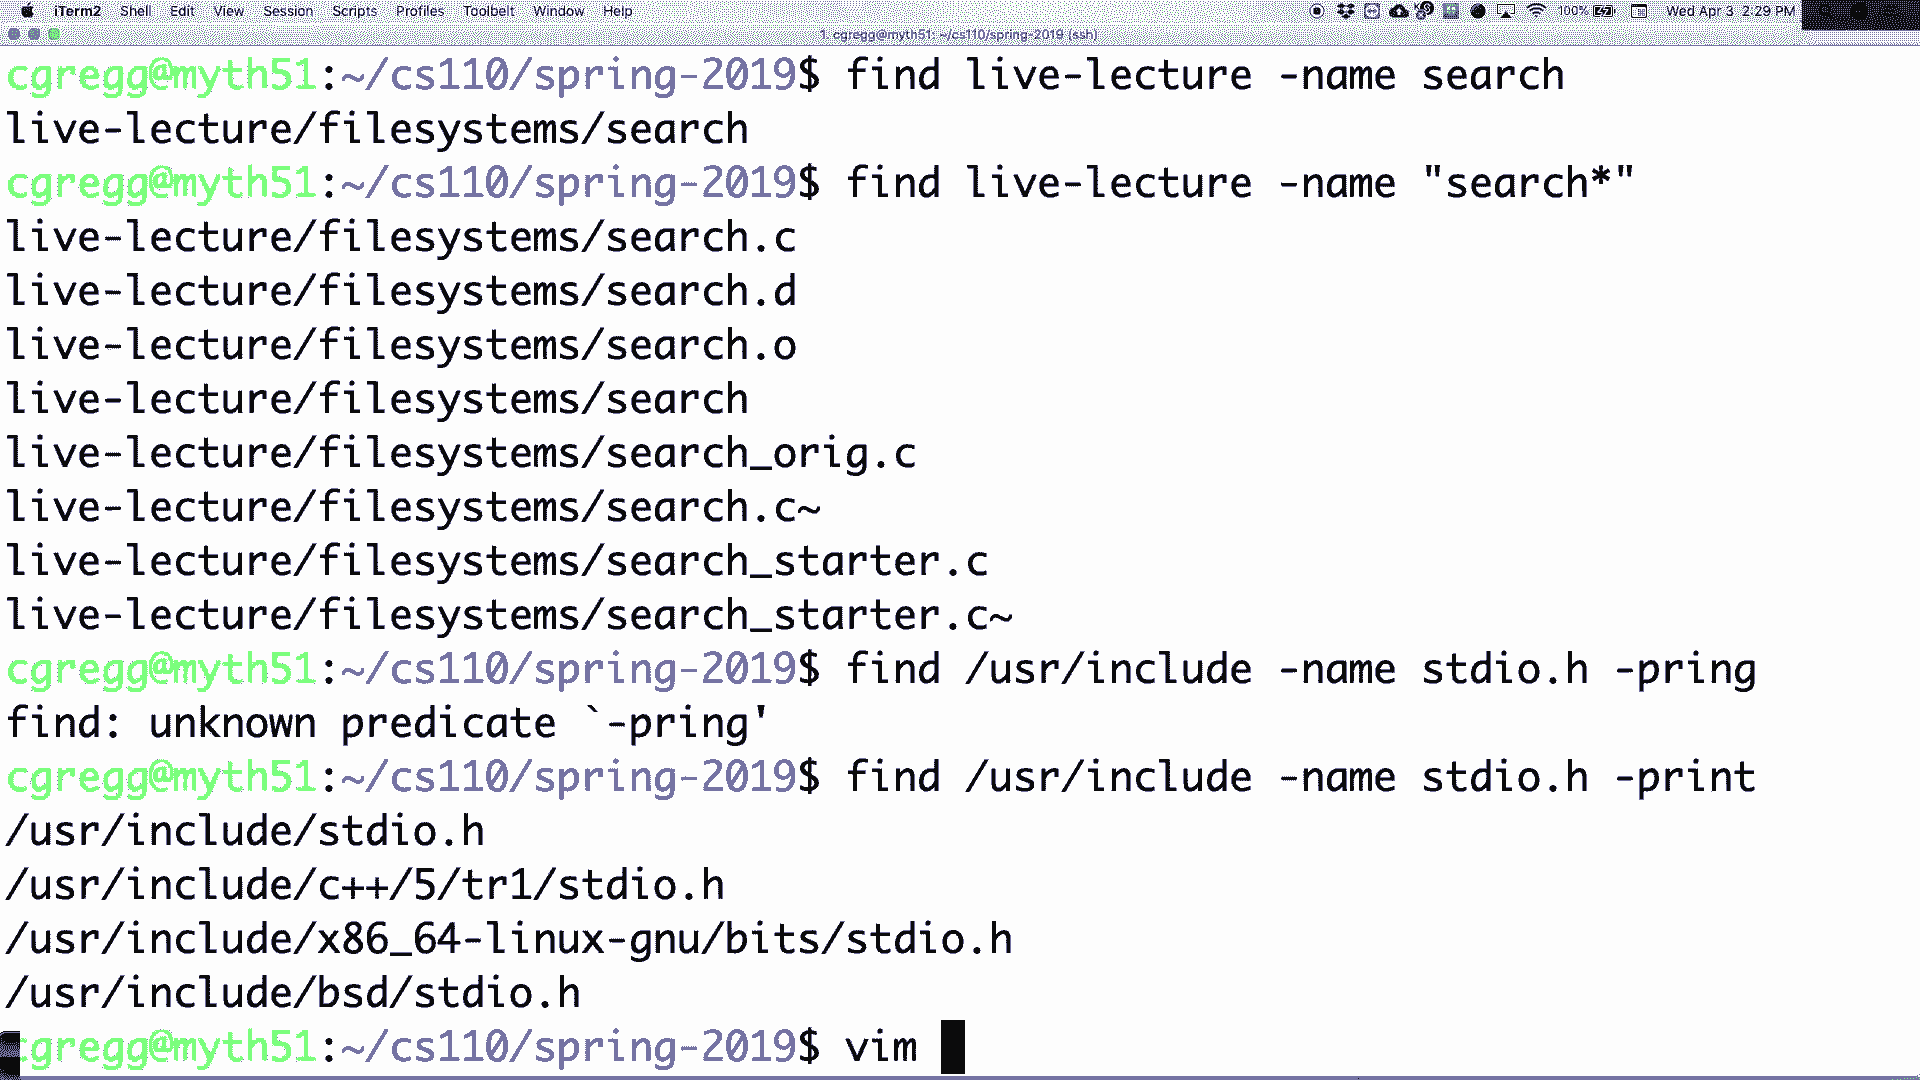 iTerm2 Shell Edit View Session Scripts Profiles Toolbelt Window Help 100% Wed Apr 3 2:29 PM
1. cgregg@myth51: ~/cs110/spring-2019 (ssh)
cgregg@myth51:~/cs110/spring-2019$ find live-lecture -name search
live-lecture/filesystems/search
cgregg@myth51:~/cs110/spring-2019$ find live-lecture -name "search*"
live-lecture/filesystems/search.c
live-lecture/filesystems/search.d
live-lecture/filesystems/search.o
live-lecture/filesystems/search
live-lecture/filesystems/search_orig.c
live-lecture/filesystems/search.c~
live-lecture/filesystems/search_starter.c
live-lecture/filesystems/search_starter.c~
cgregg@myth51:~/cs110/spring-2019$ find /usr/include -name stdio.h -pring
find: unknown predicate `-pring'
cgregg@myth51:~/cs110/spring-2019$ find /usr/include -name stdio.h -print
/usr/include/stdio.h
/usr/include/c++/5/tr1/stdio.h
/usr/include/x86_64-linux-gnu/bits/stdio.h
/usr/include/bsd/stdio.h
cgregg@myth51:~/cs110/spring-2019$ vim